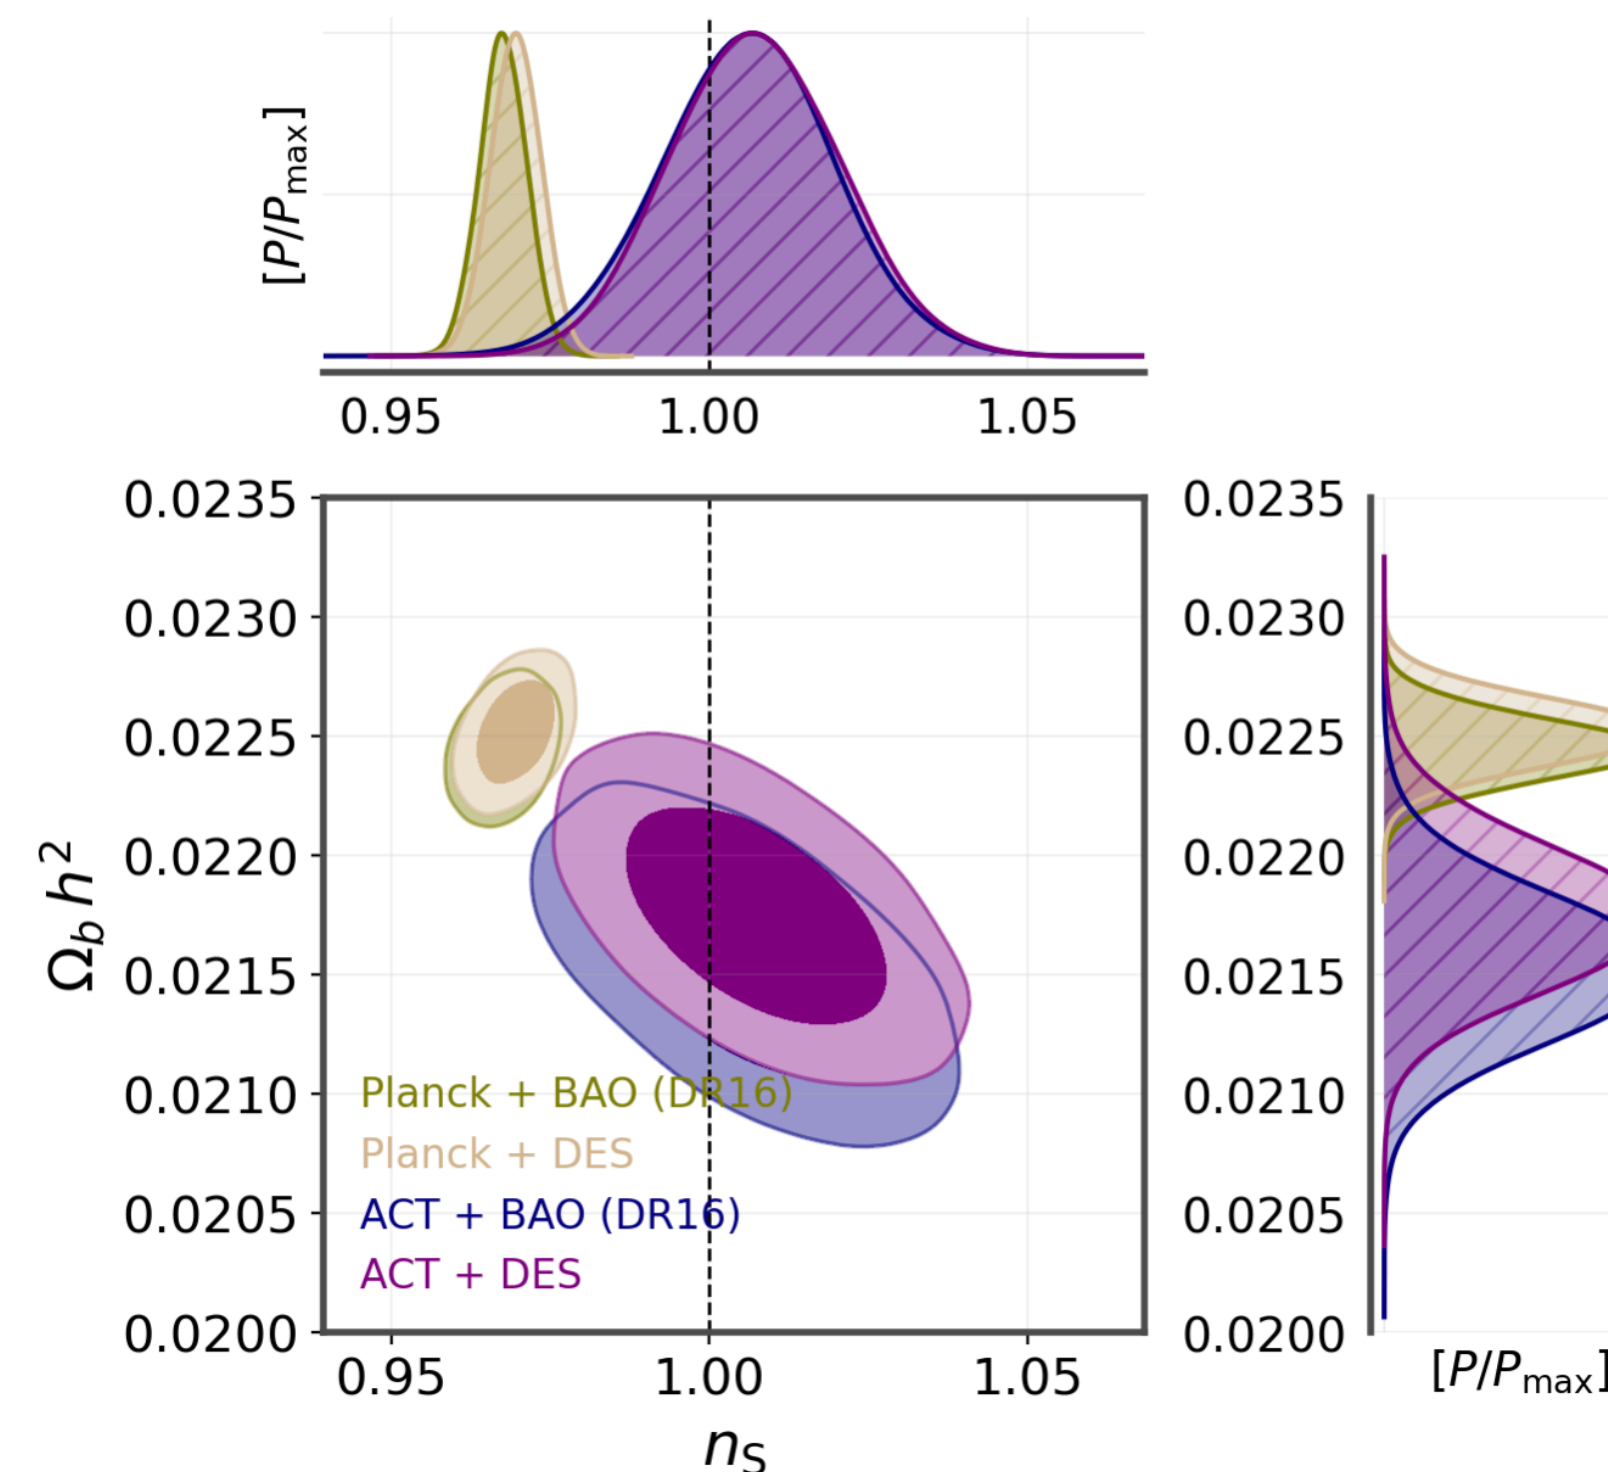 [P/Pmax]
0.95 1.00 1.05
0.0235
0.0230
0.0225
0.0220
0.0215
0.0210
0.0205
0.0200
Ωb h²
Planck + BAO (DR16)
Planck + DES
ACT + BAO (DR16)
ACT + DES
0.95 1.00 1.05
nS
0.0235
0.0230
0.0225
0.0220
0.0215
0.0210
0.0205
0.0200
[P/Pmax]